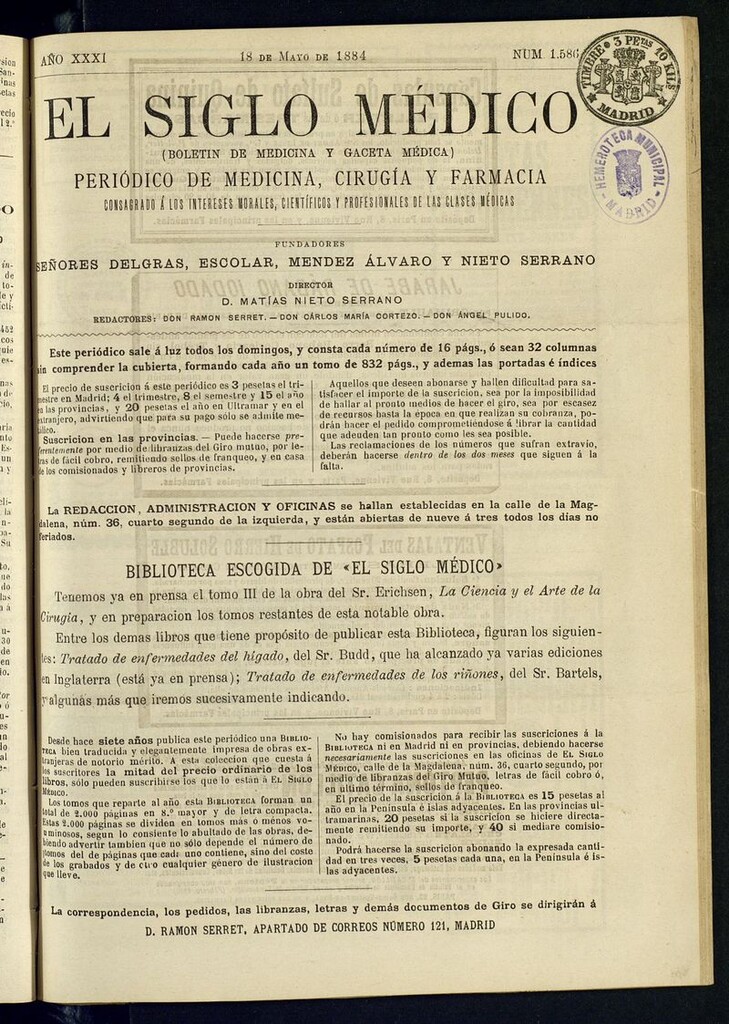 AÑO XXXI 18 DE MAYO DE 1884 NUM. 1.586
TIMBRE 3 PETAS 10 KILS
MADRID
HEMEROTECA MUNICIPAL
MADRID
EL SIGLO MÉDICO
(BOLETIN DE MEDICINA Y GACETA MÉDICA)
PERIÓDICO DE MEDICINA, CIRUGÍA Y FARMACIA
CONSAGRADO Á LOS INTERESES MORALES, CIENTÍFICOS Y PROFESIONALES DE LAS CLASES MÉDICAS
FUNDADORES
SEÑORES DELGRAS, ESCOLAR, MENDEZ ÁLVARO Y NIETO SERRANO
DIRECTOR
D. MATÍAS NIETO SERRANO
REDACTORES: DON RAMON SERRET. — DON CÁRLOS MARÍA CORTEZO. — DON ÁNGEL PULIDO.
Este periódico sale á luz todos los domingos, y consta cada número de 16 págs., ó sean 32 columnas
sin comprender la cubierta, formando cada año un tomo de 832 págs., y ademas las portadas é índices
El precio de suscricion á este periódico es 3 pesetas el tri-
mestre en Madrid; 4 el trimestre, 8 el semestre y 15 el año
en las provincias, y 20 pesetas el año en Ultramar y en el
extranjero, advirtiendo que para su pago sólo se admite me-
tálico.
Suscricion en las provincias. — Puede hacerse pre-
ferentemente por medio de libranzas del Giro mutuo, por le-
tras de fácil cobro, remitiendo sellos de franqueo, y en casa
de los comisionados y libreros de provincias.
Aquellos que deseen abonarse y hallen dificultad para sa-
tisfacer el importe de la suscricion, sea por la imposibilidad
de hallar al pronto medios de hacer el giro, sea por escasez
de recursos hasta la época en que realizan su cobranza, po-
drán hacer el pedido comprometiéndose á librar la cantidad
que adeuden tan pronto como les sea posible.
Las reclamaciones de los números que sufran extravío,
deberán hacerse dentro de los dos meses que siguen á la
falta.
La REDACCION, ADMINISTRACION Y OFICINAS se hallan establecidas en la calle de la Mag-
dalena, núm. 36, cuarto segundo de la izquierda, y están abiertas de nueve á tres todos los días no
feriados.
BIBLIOTECA ESCOGIDA DE «EL SIGLO MÉDICO»
Tenemos ya en prensa el tomo III de la obra del Sr. Erichsen, La Ciencia y el Arte de la
Cirugía, y en preparacion los tomos restantes de esta notable obra.
Entre los demas libros que tiene propósito de publicar esta Biblioteca, figuran los siguien-
tes: Tratado de enfermedades del hígado, del Sr. Budd, que ha alcanzado ya varias ediciones
en Inglaterra (está ya en prensa); Tratado de enfermedades de los riñones, del Sr. Bartels,
y algunas más que iremos sucesivamente indicando.
Desde hace siete años publica este periódico una BIBLIO-
TECA bien traducida y elegantemente impresa de obras ex-
tranjeras de notorio mérito. A esta coleccion que cuesta á
los suscritores la mitad del precio ordinario de los
libros, sólo pueden suscribirse los que lo están á EL SIGLO
MÉDICO.
Los tomos que reparte al año esta BIBLIOTECA forman un
total de 2.000 páginas en 8.º mayor y de letra compacta.
Estas 2.000 páginas se dividen en tomos más ó ménos vo-
luminosos, segun lo consiente lo abultado de las obras, de-
biendo advertir tambien que no sólo depende el número de
tomos del de páginas que cada uno contiene, sino del coste
de los grabados y de otro cualquier género de ilustracion
que lleve.
No hay comisionados para recibir las suscriciones á la
BIBLIOTECA ni en Madrid ni en provincias, debiendo hacerse
necesariamente las suscriciones en las oficinas de EL SIGLO
MÉDICO, calle de la Magdalena, núm. 36, cuarto segundo, por
medio de libranzas del Giro Mutuo, letras de fácil cobro ó,
en último término, sellos de franqueo.
El precio de la suscricion á la BIBLIOTECA es 15 pesetas al
año en la Península é islas adyacentes. En las provincias ul-
tramarinas, 20 pesetas si la suscricion se hiciere directa-
mente remitiendo su importe, y 40 si mediare comisio-
nado.
Podrá hacerse la suscricion abonando la expresada canti-
dad en tres veces, 5 pesetas cada una, en la Península é is-
las adyacentes.
La correspondencia, los pedidos, las libranzas, letras y demás documentos de Giro se dirigirán á
D. RAMON SERRET, APARTADO DE CORREOS NÚMERO 121, MADRID